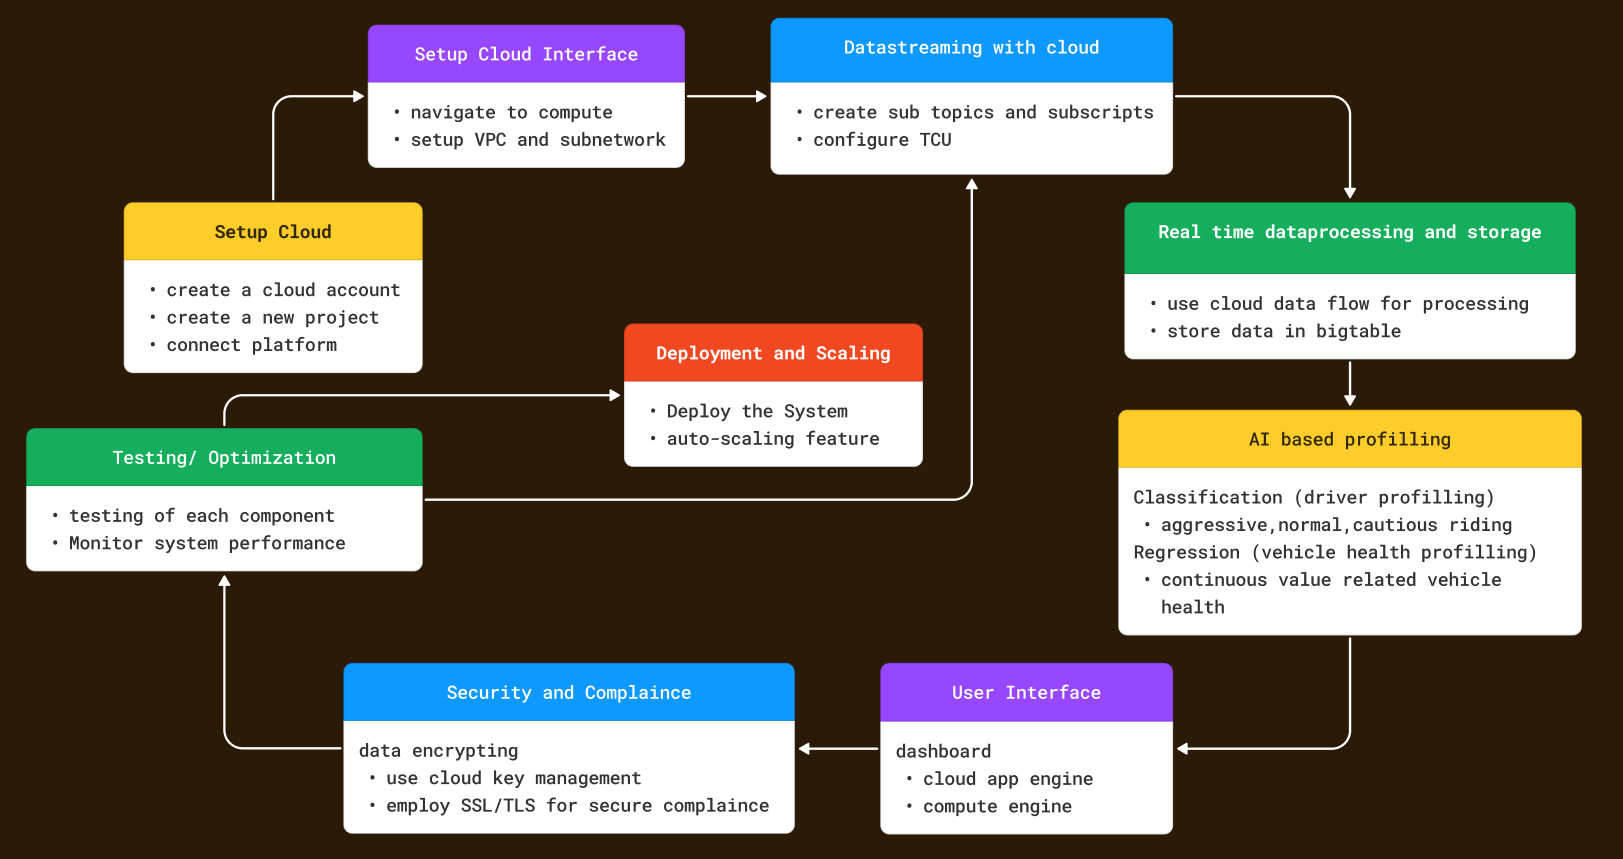 Setup Cloud Interface
• navigate to compute
• setup VPC and subnetwork
Datastreaming with cloud
• create sub topics and subscripts
• configure TCU
Setup Cloud
• create a cloud account
• create a new project
• connect platform
Real time dataprocessing and storage
• use cloud data flow for processing
• store data in bigtable
Deployment and Scaling
• Deploy the System
• auto-scaling feature
AI based profilling
Classification (driver profilling)
• aggressive,normal,cautious riding
Regression (vehicle health profilling)
• continuous value related vehicle
health
Testing/ Optimization
• testing of each component
• Monitor system performance
Security and Complaince
data encrypting
• use cloud key management
• employ SSL/TLS for secure complaince
User Interface
dashboard
• cloud app engine
• compute engine